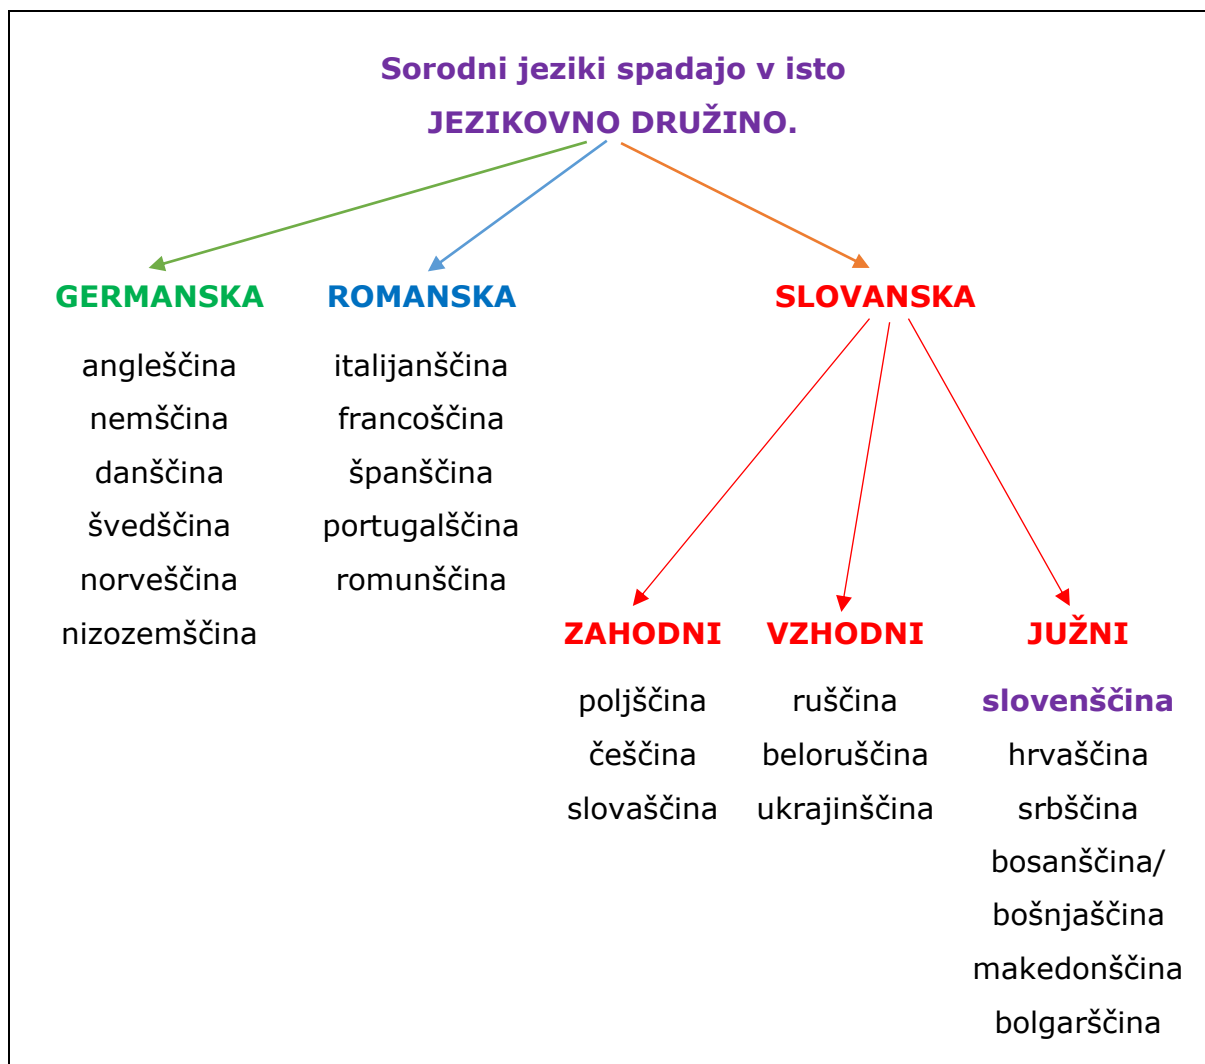 Sorodni jeziki spadajo v isto
JEZIKOVNO DRUŽINO.
GERMANSKA
angleščina
nemščina
danščina
švedščina
norveščina
nizozemščina
ROMANSKA
italijanščina
francoščina
španščina
portugalščina
romunščina
SLOVANSKA
ZAHODNI
poljščina
češčina
slovaščina
VZHODNI
ruščina
beloruščina
ukrajinščina
JUŽNI
slovenščina
hrvaščina
srbščina
bosanščina/
bošnjaščina
makedonščina
bolgarščina